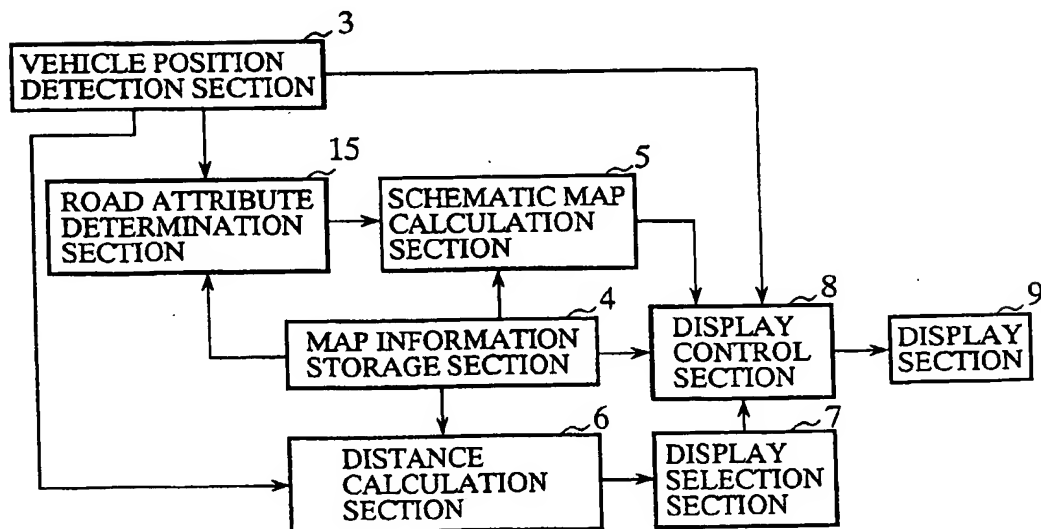 3
VEHICLE POSITION
DETECTION SECTION
15
ROAD ATTRIBUTE
DETERMINATION
SECTION
5
SCHEMATIC MAP
CALCULATION
SECTION
4
MAP INFORMATION
STORAGE SECTION
8
DISPLAY
CONTROL
SECTION
9
DISPLAY
SECTION
6
DISTANCE
CALCULATION
SECTION
7
DISPLAY
SELECTION
SECTION